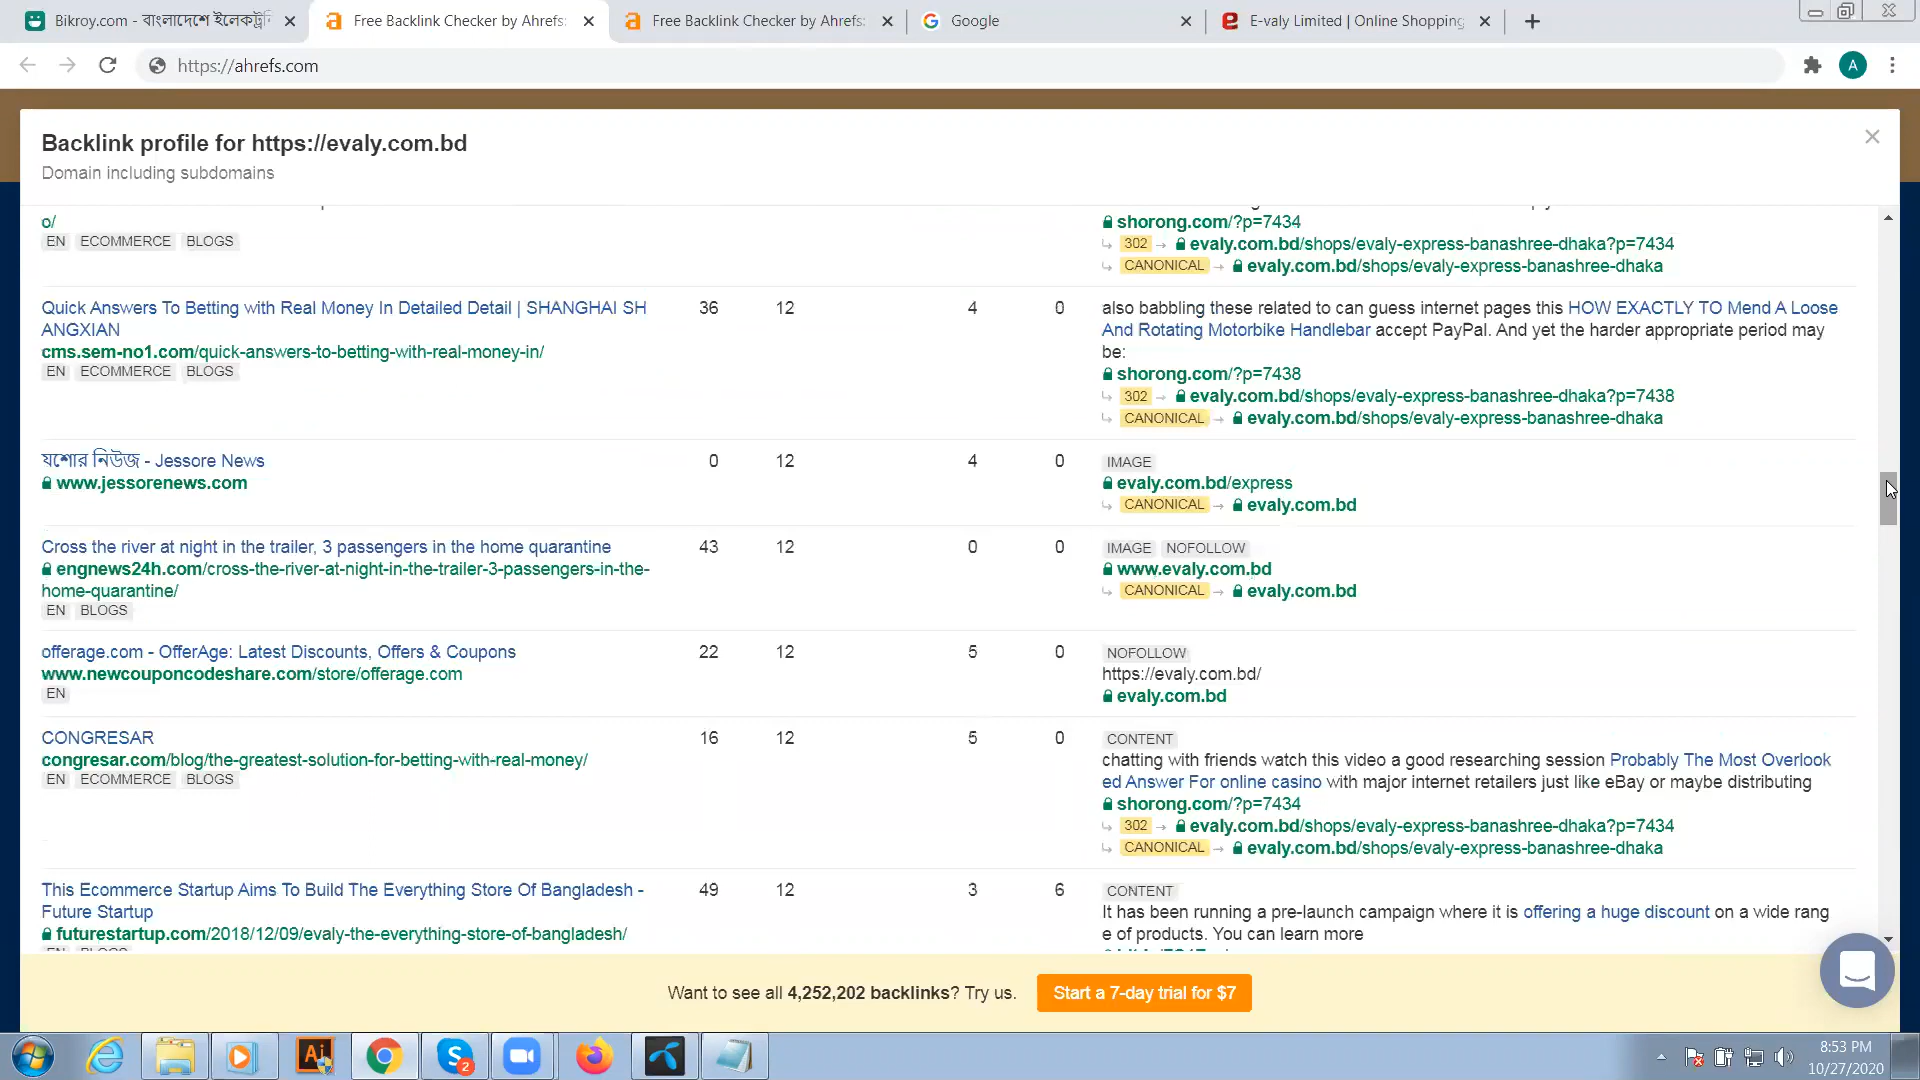 Bikroy.com - বাংলাদেশে ইলেকট্রনি
Free Backlink Checker by Ahrefs:
Free Backlink Checker by Ahrefs:
Google
E-valy Limited | Online Shopping
https://ahrefs.com
A
Backlink profile for https://evaly.com.bd
Domain including subdomains
o/
EN ECOMMERCE BLOGS
shorong.com/?p=7434
302 → evaly.com.bd/shops/evaly-express-banashree-dhaka?p=7434
CANONICAL → evaly.com.bd/shops/evaly-express-banashree-dhaka
Quick Answers To Betting with Real Money In Detailed Detail | SHANGHAI SH
ANGXIAN
cms.sem-no1.com/quick-answers-to-betting-with-real-money-in/
EN ECOMMERCE BLOGS
36 12 4 0
also babbling these related to can guess internet pages this HOW EXACTLY TO Mend A Loose
And Rotating Motorbike Handlebar accept PayPal. And yet the harder appropriate period may
be:
shorong.com/?p=7438
302 → evaly.com.bd/shops/evaly-express-banashree-dhaka?p=7438
CANONICAL → evaly.com.bd/shops/evaly-express-banashree-dhaka
যশোর নিউজ - Jessore News
www.jessorenews.com
0 12 4 0
IMAGE
evaly.com.bd/express
CANONICAL → evaly.com.bd
Cross the river at night in the trailer, 3 passengers in the home quarantine
engnews24h.com/cross-the-river-at-night-in-the-trailer-3-passengers-in-the-
home-quarantine/
EN BLOGS
43 12 0 0
IMAGE NOFOLLOW
www.evaly.com.bd
CANONICAL → evaly.com.bd
offerage.com - OfferAge: Latest Discounts, Offers & Coupons
www.newcouponcodeshare.com/store/offerage.com
EN
22 12 5 0
NOFOLLOW
https://evaly.com.bd/
evaly.com.bd
CONGRESAR
congresar.com/blog/the-greatest-solution-for-betting-with-real-money/
EN ECOMMERCE BLOGS
16 12 5 0
CONTENT
chatting with friends watch this video a good researching session Probably The Most Overlook
ed Answer For online casino with major internet retailers just like eBay or maybe distributing
shorong.com/?p=7434
302 → evaly.com.bd/shops/evaly-express-banashree-dhaka?p=7434
CANONICAL → evaly.com.bd/shops/evaly-express-banashree-dhaka
This Ecommerce Startup Aims To Build The Everything Store Of Bangladesh -
Future Startup
futurestartup.com/2018/12/09/evaly-the-everything-store-of-bangladesh/
EN BLOGS
49 12 3 6
CONTENT
It has been running a pre-launch campaign where it is offering a huge discount on a wide rang
e of products. You can learn more
Want to see all 4,252,202 backlinks? Try us.
Start a 7-day trial for $7
Ai
S
2
8:53 PM
10/27/2020